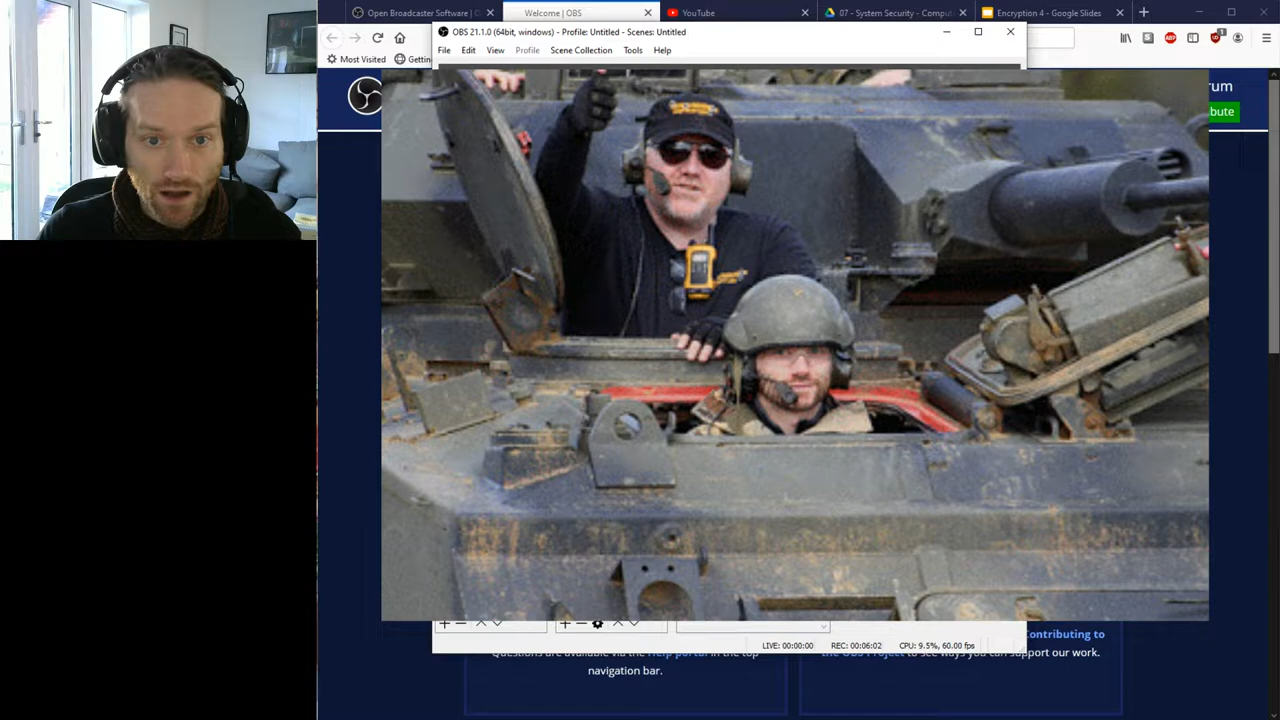 Open Broadcaster Software | O
Welcome | OBS
YouTube
07 - System Security - Comput
Encryption 4 - Google Slides
OBS 21.1.0 (64bit, windows) - Profile: Untitled - Scenes: Untitled
File Edit View Profile Scene Collection Tools Help
Most Visited
Gettin
rum
bute
LIVE: 00:00:00 REC: 00:06:02 CPU: 9.5%, 60.00 fps
Contributing to
Questions are available via the Help portal in the top
navigation bar.
the OBS Project to see ways you can support our work.